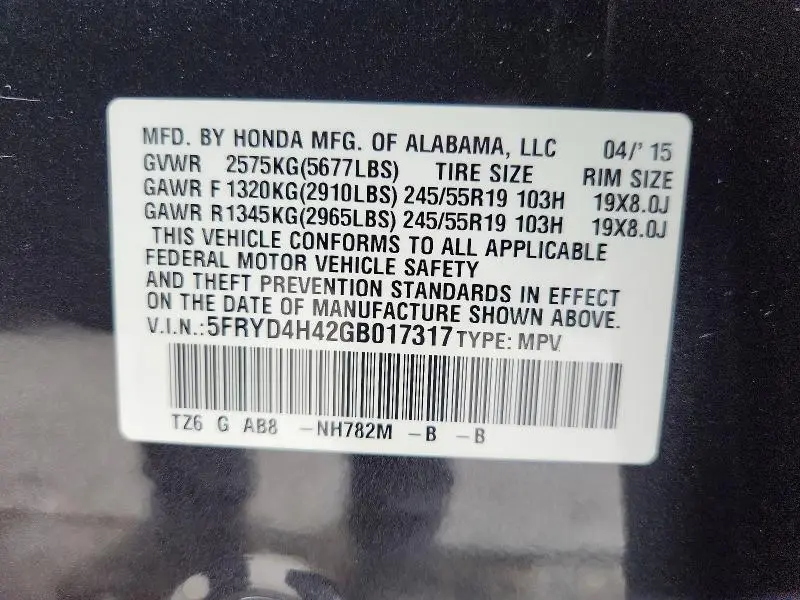 MFD. BY HONDA MFG. OF ALABAMA, LLC 04/' 15
GVWR 2575KG(5677LBS) TIRE SIZE RIM SIZE
GAWR F 1320KG(2910LBS) 245/55R19 103H 19X8.0J
GAWR R1345KG(2965LBS) 245/55R19 103H 19X8.0J
THIS VEHICLE CONFORMS TO ALL APPLICABLE
FEDERAL MOTOR VEHICLE SAFETY
AND THEFT PREVENTION STANDARDS IN EFFECT
ON THE DATE OF MANUFACTURE SHOWN ABOVE.
V.I.N.:5FRYD4H42GB017317 TYPE: MPV
TZ6 G AB8 -NH782M -B -B